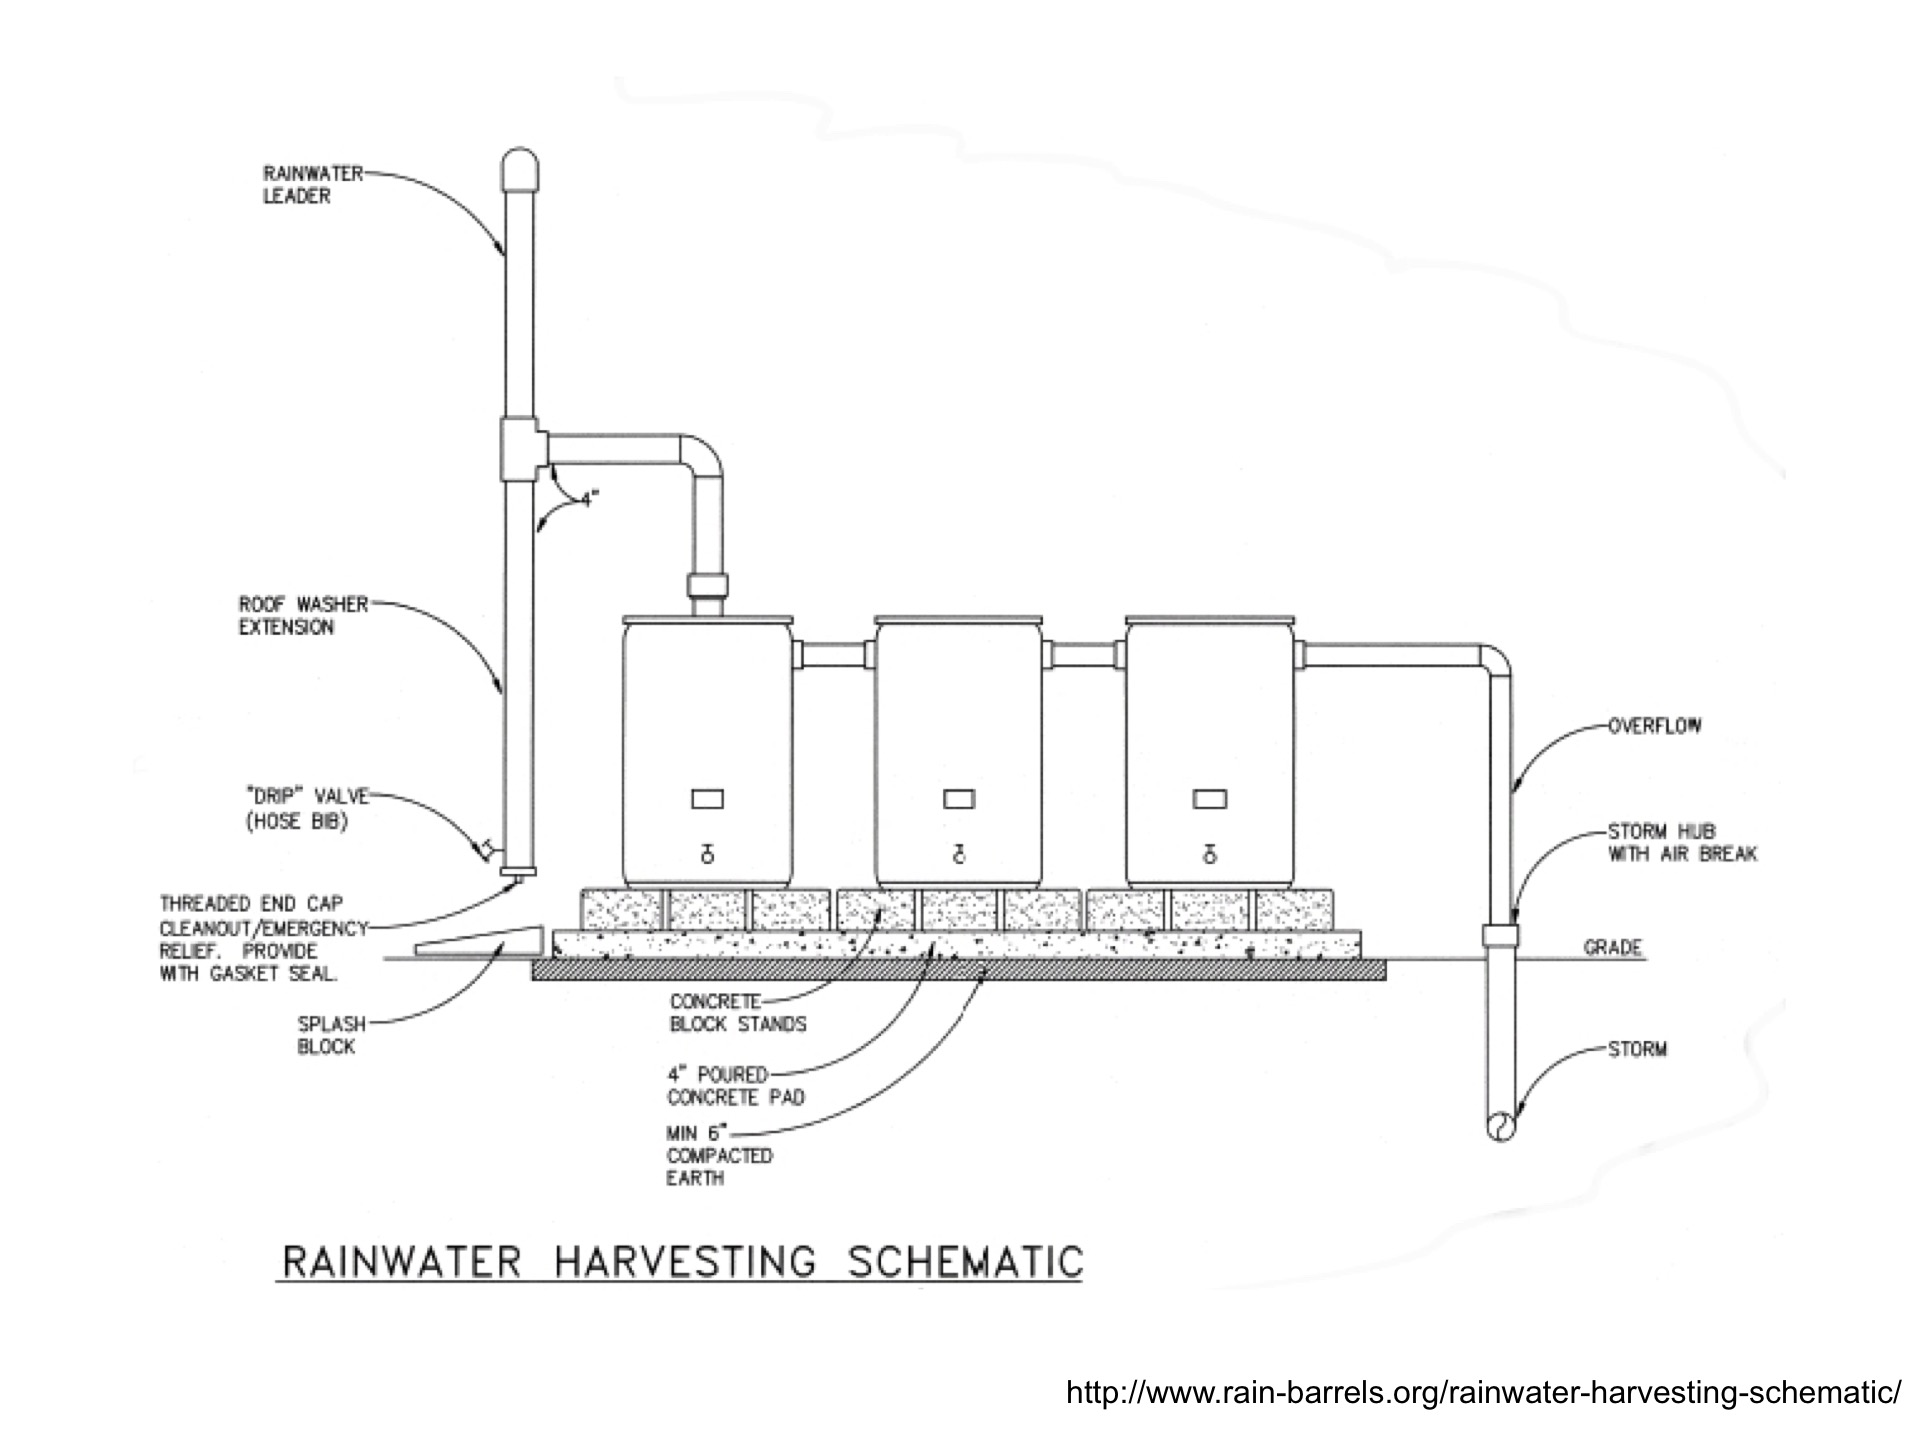 RAINWATER
LEADER
4"
ROOF WASHER
EXTENSION
"DRIP" VALVE
(HOSE BIB)
THREADED END CAP
CLEANOUT/EMERGENCY
RELIEF. PROVIDE
WITH GASKET SEAL.
SPLASH
BLOCK
CONCRETE
BLOCK STANDS
4" POURED
CONCRETE PAD
MIN 6"
COMPACTED
EARTH
OVERFLOW
STORM HUB
WITH AIR BREAK
GRADE
STORM
RAINWATER HARVESTING SCHEMATIC
http://www.rain-barrels.org/rainwater-harvesting-schematic/